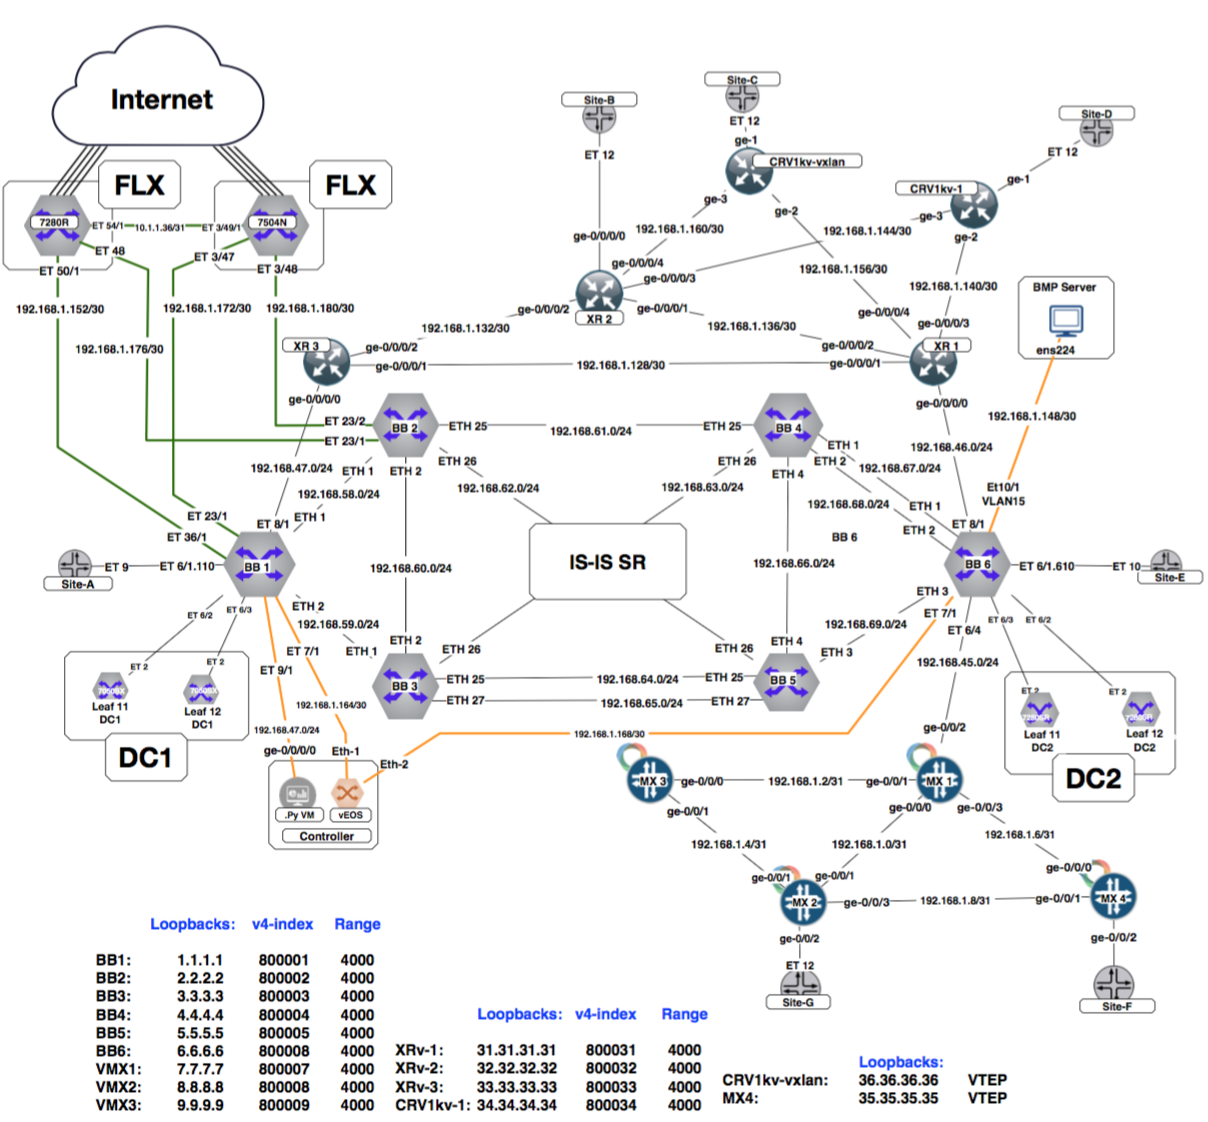 Internet
FLX
FLX
7280R
7504N
ET 54/1
10.1.1.36/31
ET 3/49/1
ET 48
ET 3/47
ET 50/1
ET 3/48
192.168.1.152/30
192.168.1.172/30
192.168.1.180/30
192.168.1.176/30
Site-B
ET 12
Site-C
ET 12
ge-1
CRV1kv-vxlan
ge-3
ge-2
Site-D
ET 12
ge-1
CRV1kv-1
ge-3
ge-2
192.168.1.160/30
192.168.1.144/30
192.168.1.156/30
192.168.1.140/30
ge-0/0/0/0
ge-0/0/0/4
ge-0/0/0/3
ge-0/0/0/2
ge-0/0/0/1
XR 2
192.168.1.132/30
192.168.1.136/30
ge-0/0/0/4
ge-0/0/0/3
XR 3
ge-0/0/0/2
ge-0/0/0/1
192.168.1.128/30
ge-0/0/0/2
ge-0/0/0/1
XR 1
ge-0/0/0/0
ge-0/0/0/0
BMP Server
ens224
192.168.1.148/30
Et10/1
VLAN15
ET 23/2
ET 23/1
BB 2
ETH 25
192.168.61.0/24
ETH 25
BB 4
ETH 1
ETH 2
192.168.46.0/24
192.168.47.0/24
ETH 1
ETH 2
ETH 26
192.168.62.0/24
192.168.63.0/24
ETH 26
ETH 4
192.168.67.0/24
192.168.68.0/24
192.168.58.0/24
ETH 1
ETH 1
ETH 2
ET 23/1
ET 36/1
ET 8/1
ET 8/1
BB 6
IS-IS SR
Site-A
ET 9
ET 6/1.110
BB 1
192.168.60.0/24
192.168.66.0/24
BB 6
ET 6/1.610
ET 10
Site-E
ET 6/2
ET 6/3
ETH 2
192.168.59.0/24
ETH 1
ET 7/1
ET 9/1
ETH 2
ETH 26
BB 3
ETH 25
192.168.64.0/24
ETH 25
ETH 27
192.168.65.0/24
ETH 27
ETH 26
ETH 4
BB 5
ETH 3
192.168.69.0/24
ETH 3
ET 7/1
ET 6/4
ET 6/3
ET 6/2
192.168.45.0/24
ET 2
ET 2
Leaf 11
DC1
Leaf 12
DC1
DC1
192.168.1.164/30
192.168.47.0/24
ge-0/0/0/0
Eth-1
Eth-2
192.168.1.168/30
.Py VM
vEOS
Controller
ET 2
ET 2
Leaf 11
DC2
Leaf 12
DC2
DC2
ge-0/0/2
MX 3
ge-0/0/0
192.168.1.2/31
ge-0/0/1
MX 1
ge-0/0/1
ge-0/0/0
ge-0/0/3
192.168.1.4/31
192.168.1.0/31
192.168.1.6/31
ge-0/0/1
ge-0/0/1
ge-0/0/0
MX 2
ge-0/0/3
192.168.1.8/31
ge-0/0/1
MX 4
ge-0/0/2
ge-0/0/2
ET 12
Site-G
Site-F
Loopbacks: v4-index Range
BB1: 1.1.1.1 800001 4000
BB2: 2.2.2.2 800002 4000
BB3: 3.3.3.3 800003 4000
BB4: 4.4.4.4 800004 4000
BB5: 5.5.5.5 800005 4000
BB6: 6.6.6.6 800008 4000
VMX1: 7.7.7.7 800007 4000
VMX2: 8.8.8.8 800008 4000
VMX3: 9.9.9.9 800009 4000
Loopbacks: v4-index Range
XRv-1: 31.31.31.31 800031 4000
XRv-2: 32.32.32.32 800032 4000
XRv-3: 33.33.33.33 800033 4000
CRV1kv-1: 34.34.34.34 800034 4000
Loopbacks:
CRV1kv-vxlan: 36.36.36.36 VTEP
MX4: 35.35.35.35 VTEP